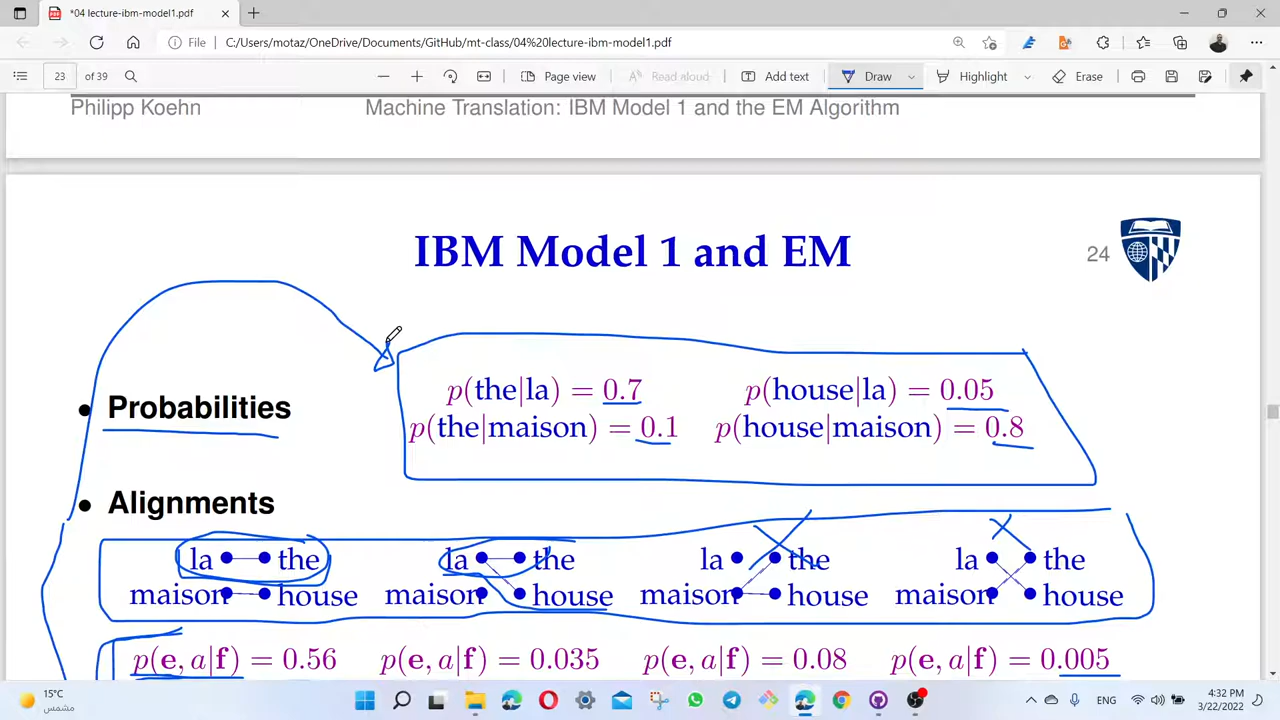 *04 lecture-ibm-model1.pdf
File C:/Users/motaz/OneDrive/Documents/GitHub/mt-class/04%20lecture-ibm-model1.pdf
23 of 39 Page view Read aloud Add text Draw Highlight Erase
Philipp Koehn Machine Translation: IBM Model 1 and the EM Algorithm
IBM Model 1 and EM 24
p(the|la) = 0.7 p(house|la) = 0.05
• Probabilities
p(the|maison) = 0.1 p(house|maison) = 0.8
• Alignments
la the la the la the la the
maison house maison house maison house maison house
p(e, a|f) = 0.56 p(e, a|f) = 0.035 p(e, a|f) = 0.08 p(e, a|f) = 0.005
15°C ENG 4:32 PM
مشمس 3/22/2022